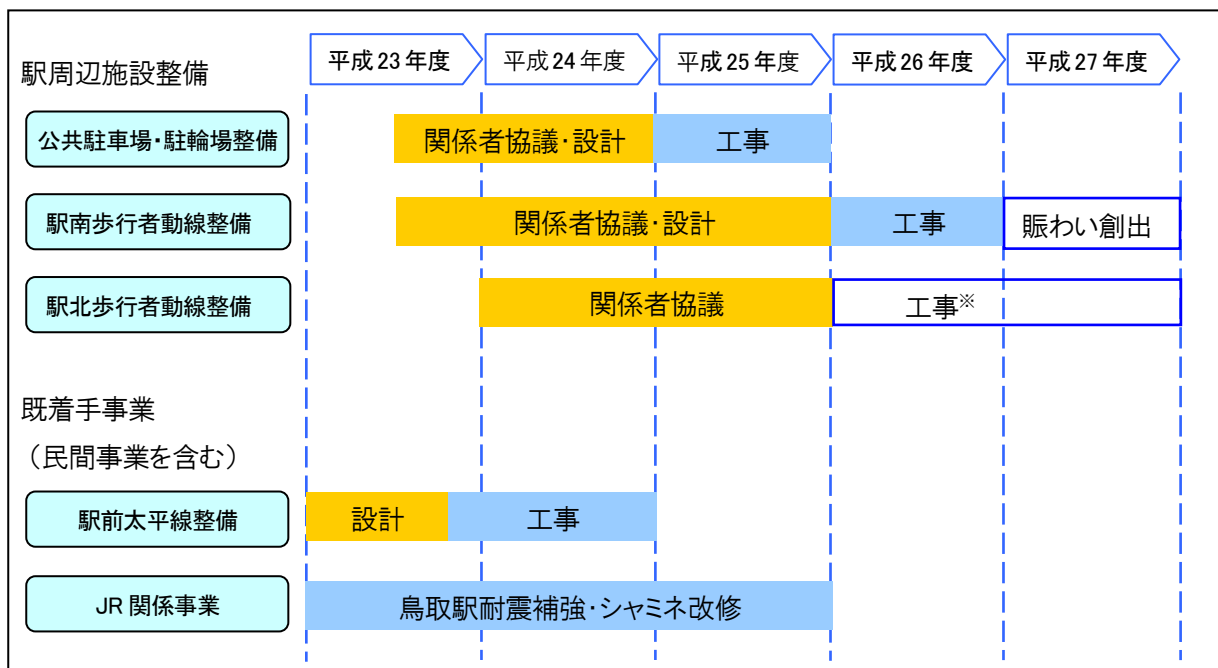 平成23年度 平成24年度 平成25年度 平成26年度 平成27年度
駅周辺施設整備
公共駐車場・駐輪場整備 関係者協議・設計 工事
駅南歩行者動線整備 関係者協議・設計 工事 賑わい創出
駅北歩行者動線整備 関係者協議 工事※
既着手事業
（民間事業を含む）
駅前太平線整備 設計 工事
JR関係事業 鳥取駅耐震補強・シャミネ改修